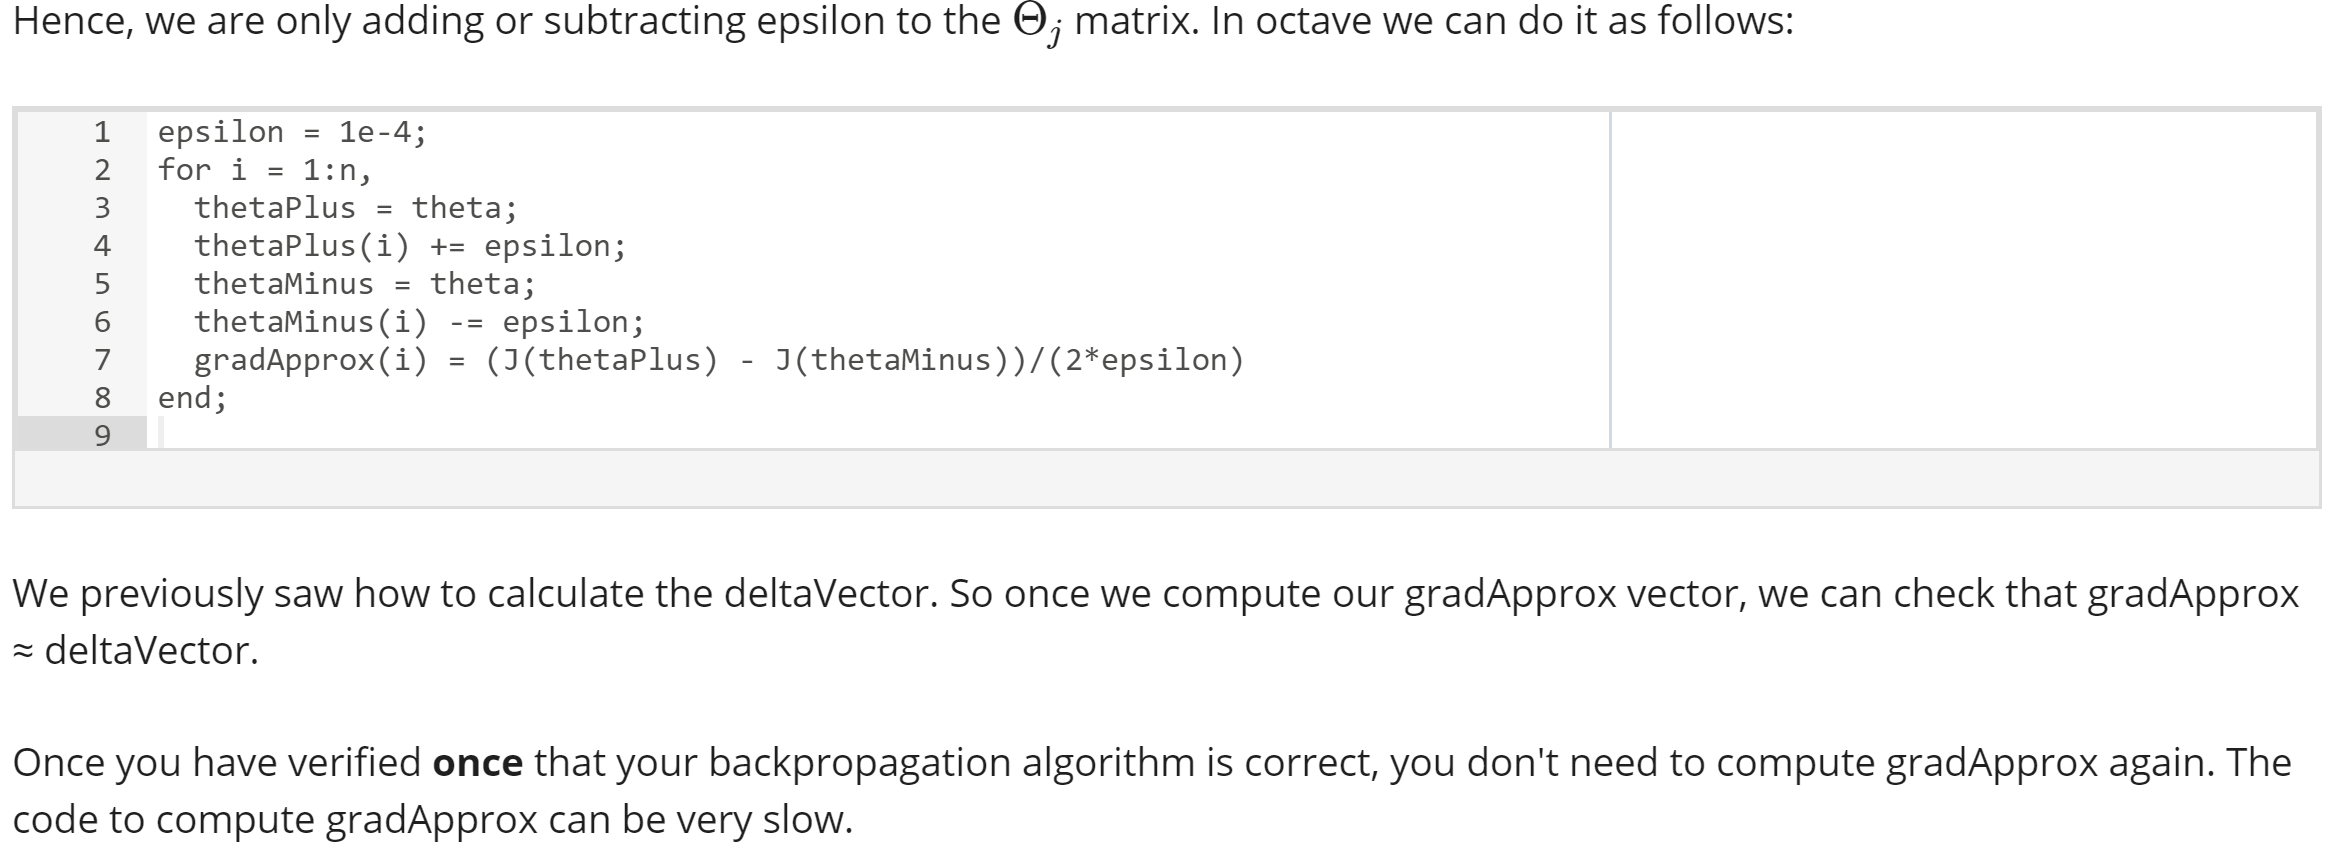 Hence, we are only adding or subtracting epsilon to the Θj matrix. In octave we can do it as follows:
1 epsilon = 1e-4;
2 for i = 1:n,
3   thetaPlus = theta;
4   thetaPlus(i) += epsilon;
5   thetaMinus = theta;
6   thetaMinus(i) -= epsilon;
7   gradApprox(i) = (J(thetaPlus) - J(thetaMinus))/(2*epsilon)
8 end;
9
We previously saw how to calculate the deltaVector. So once we compute our gradApprox vector, we can check that gradApprox
≈ deltaVector.
Once you have verified once that your backpropagation algorithm is correct, you don't need to compute gradApprox again. The
code to compute gradApprox can be very slow.